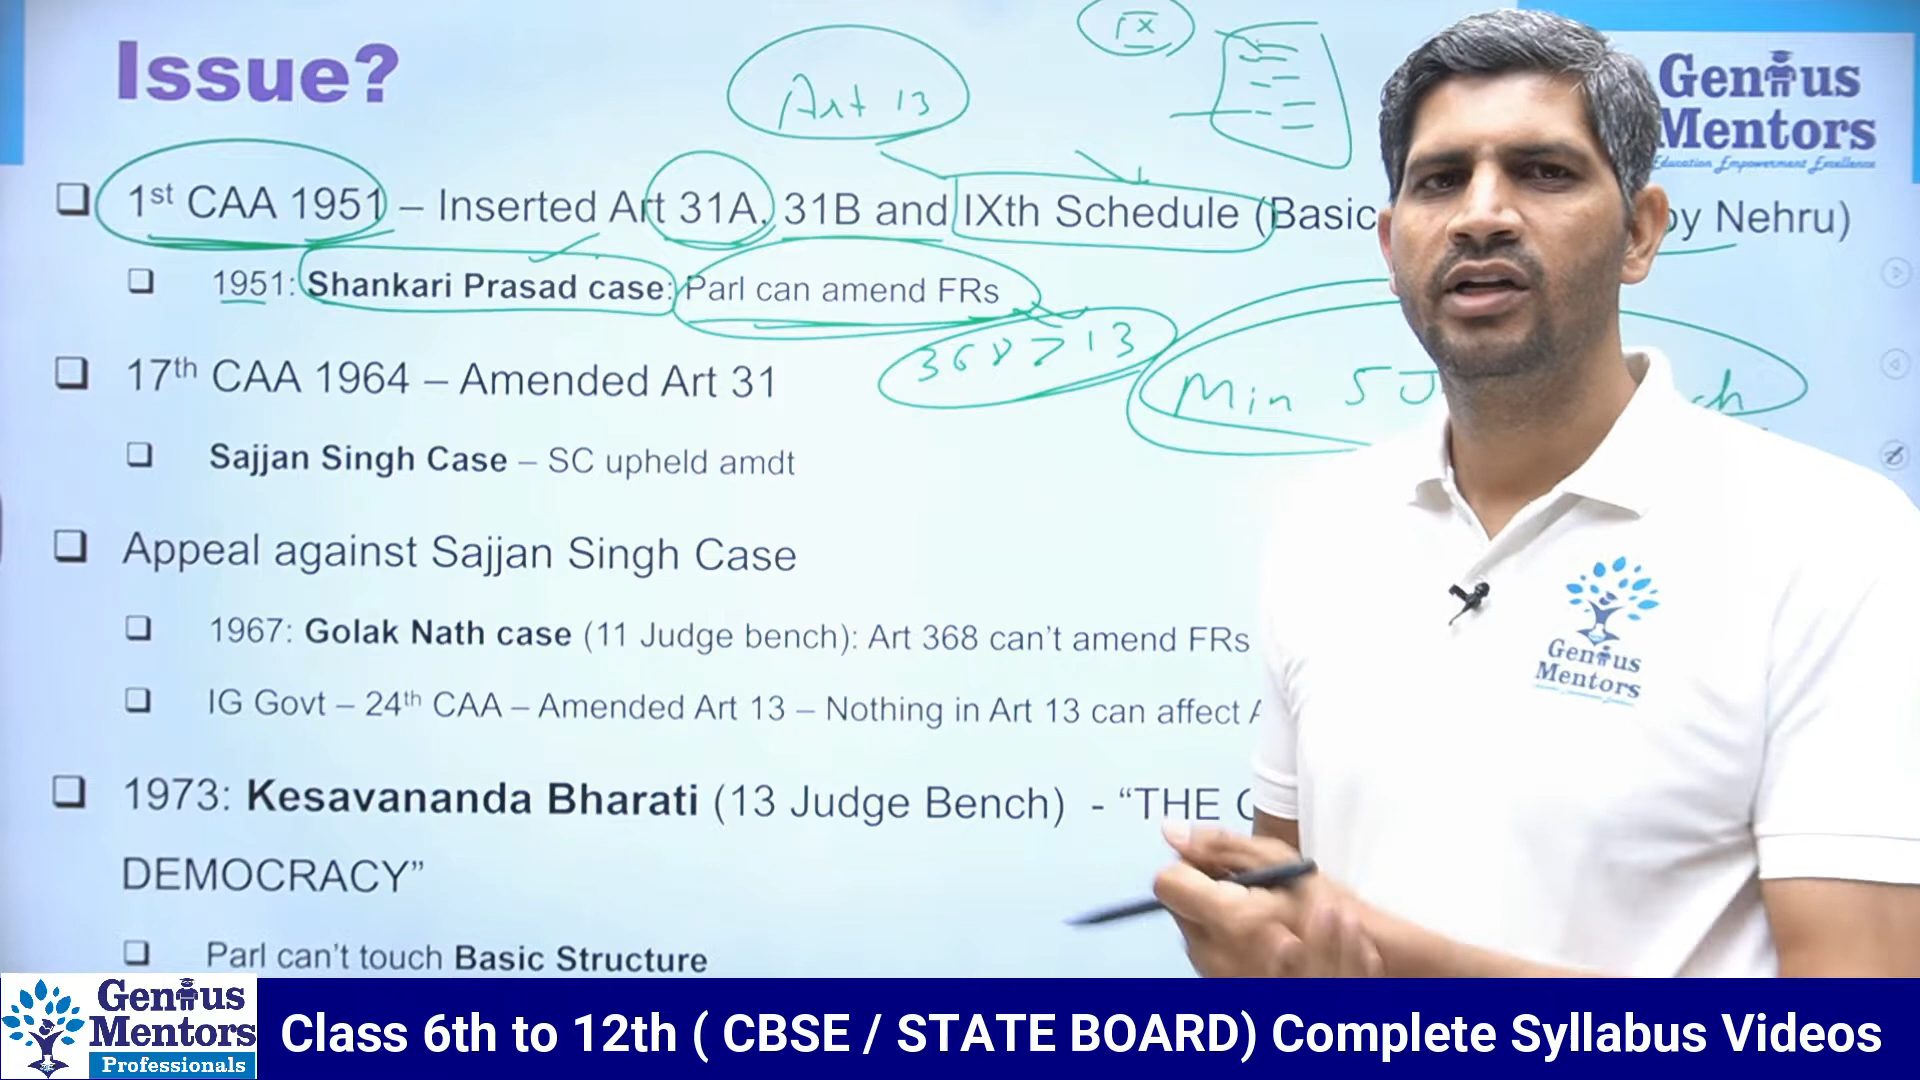 Issue?
Art 13
IX
Genius
Mentors
Education Empowerment Excellence
1st CAA 1951 – Inserted Art 31A, 31B and IXth Schedule (Basic by Nehru)
1951: Shankari Prasad case: Parl can amend FRs
368 > 13
Min 5 J
17th CAA 1964 – Amended Art 31
Sajjan Singh Case – SC upheld amdt
Appeal against Sajjan Singh Case
1967: Golak Nath case (11 Judge bench): Art 368 can't amend FRs
IG Govt – 24th CAA – Amended Art 13 – Nothing in Art 13 can affect
1973: Kesavananda Bharati (13 Judge Bench) - “THE
DEMOCRACY”
Parl can't touch Basic Structure
Genius
Mentors
Genius
Mentors
Professionals
Class 6th to 12th ( CBSE / STATE BOARD) Complete Syllabus Videos